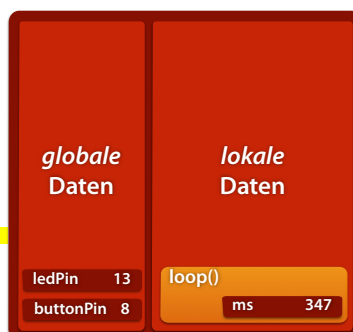 globale
Daten
ledPin 13
buttonPin 8
lokale
Daten
loop()
ms 347